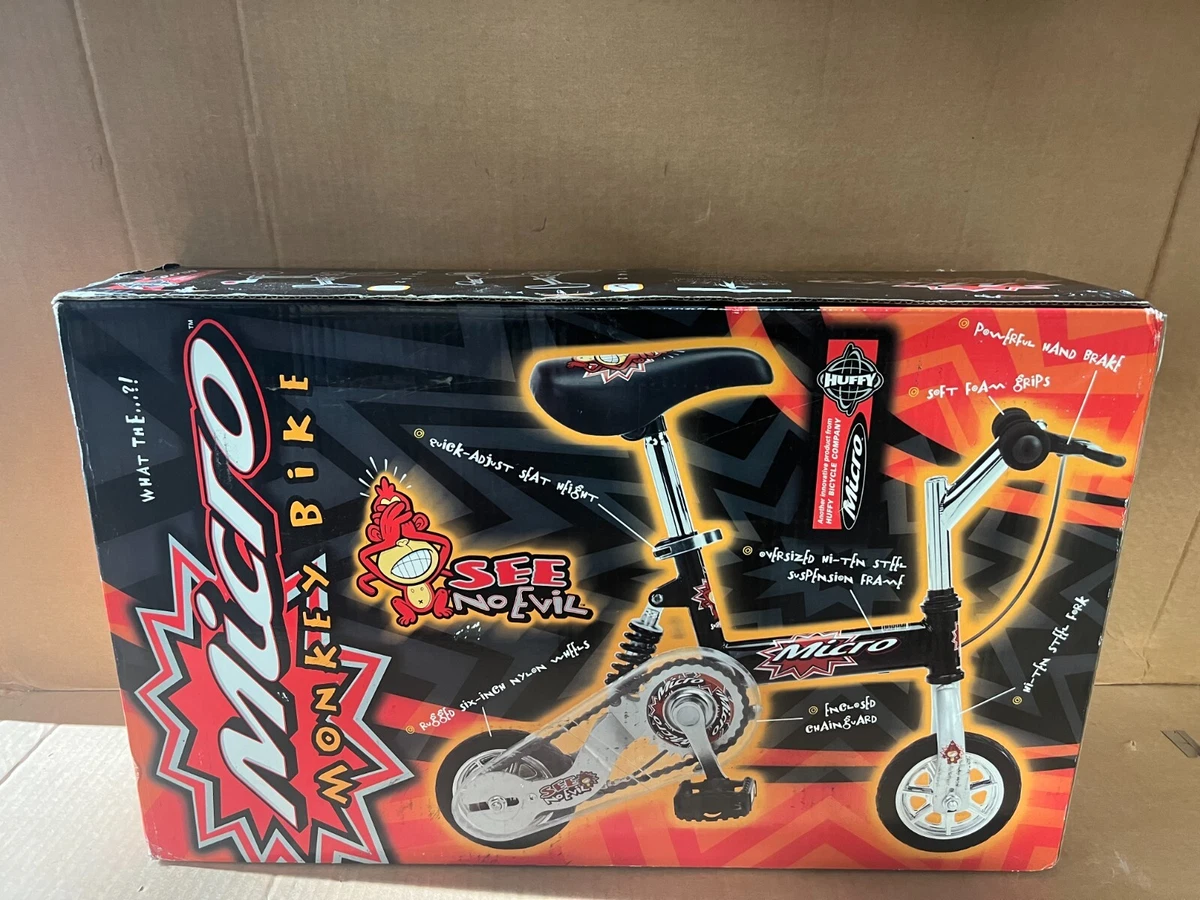 WHAT THE...?!
Micro™
MONKEY BiKE
SEE
NO EVIL
QUICK-ADJUST SEAT HEIGHT
HUFFY
Another innovative product from
HUFFY BICYCLE COMPANY
Micro
POWERFUL HAND BRAKE
SOFT FOAM GRIPS
OVERSIZED HI-TEN STEEL
SUSPENSION FRAME
Micro
HI-TEN STEEL FORK
RUGGED SIX-INCH NYLON WHEELS
ENCLOSED
CHAINGUARD
Micro
Micro
SEE
NO EVIL